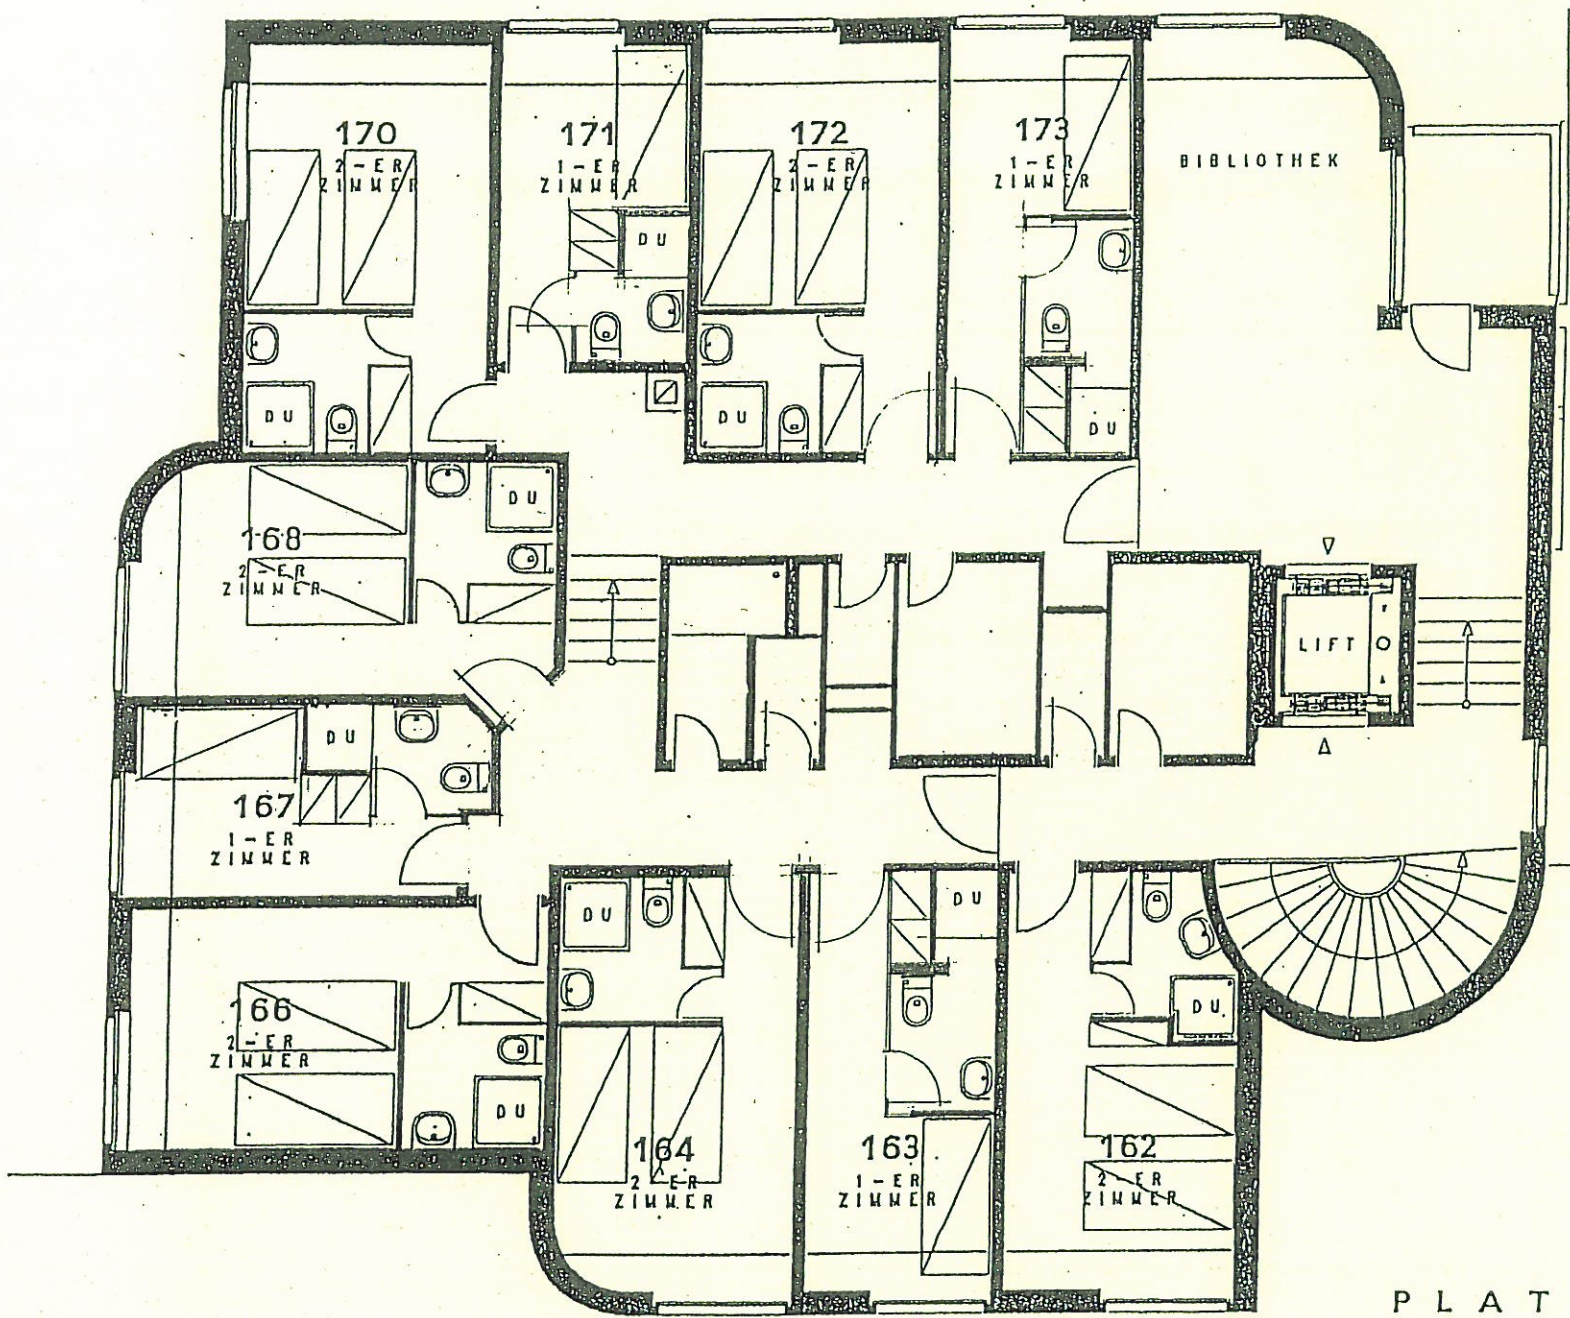 170
2-ER
ZIMMER
171
1-ER
ZIMMER
172
2-ER
ZIMMER
173
1-ER
ZIMMER
BIBLIOTHEK
DU
DU
DU
DU
168
2-ER
ZIMMER
DU
LIFT
167
1-ER
ZIMMER
DU
166
2-ER
ZIMMER
DU
DU
164
2-ER
ZIMMER
DU
163
1-ER
ZIMMER
DU
162
2-ER
ZIMMER
PLAT